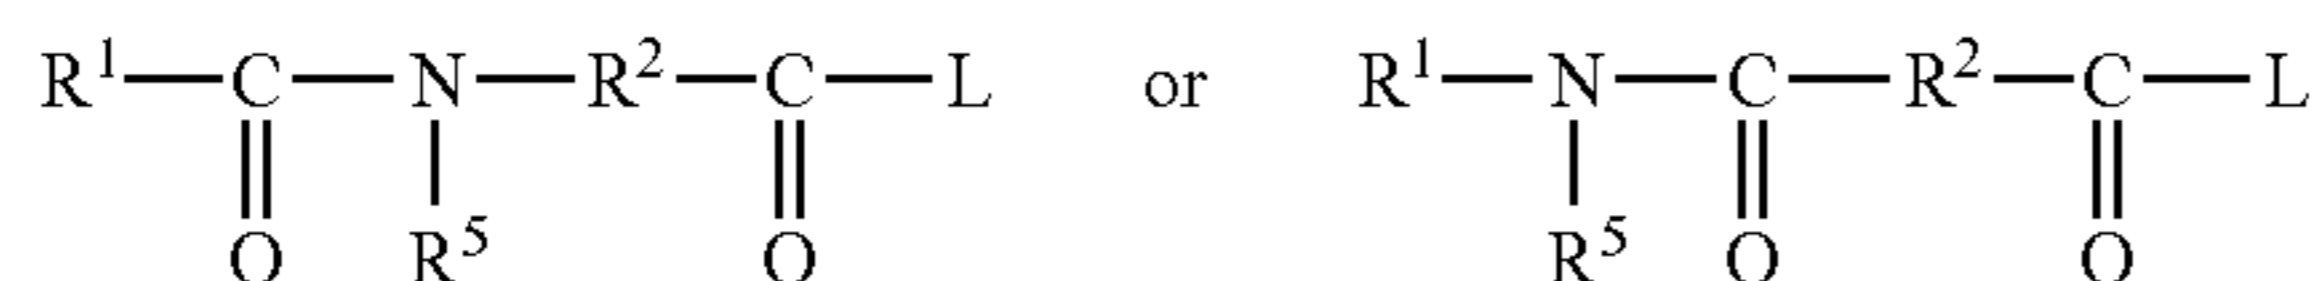 R¹—C—N—R²—C—L or R¹—N—C—R²—C—L
O R⁵ O R⁵ O O